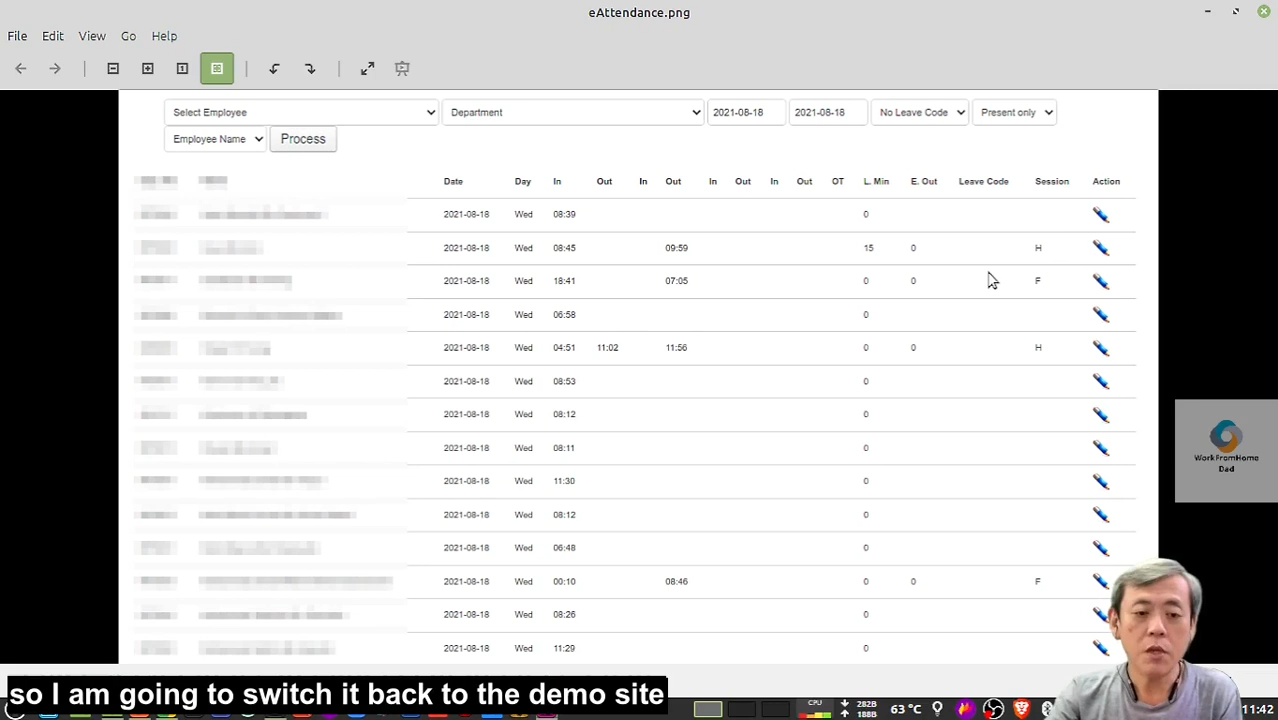 eAttendance.png
File Edit View Go Help
Select Employee Department 2021-08-18 2021-08-18 No Leave Code Present only
Employee Name Process
Date Day In Out In Out In Out In Out OT L. Min E. Out Leave Code Session Action
2021-08-18 Wed 08:39 0
2021-08-18 Wed 08:45 09:59 15 0 H
2021-08-18 Wed 18:41 07:05 0 0 F
2021-08-18 Wed 06:58 0
2021-08-18 Wed 04:51 11:02 11:56 0 0 H
2021-08-18 Wed 08:53 0
2021-08-18 Wed 08:12 0
2021-08-18 Wed 08:11 0
2021-08-18 Wed 11:30 0
2021-08-18 Wed 08:12 0
2021-08-18 Wed 06:48 0
2021-08-18 Wed 00:10 08:46 0 0 F
2021-08-18 Wed 08:26 0
2021-08-18 Wed 11:29 0
WorkFromHome
Dad
so I am going to switch it back to the demo site
CPU 282B 188B 63 °C 11:42